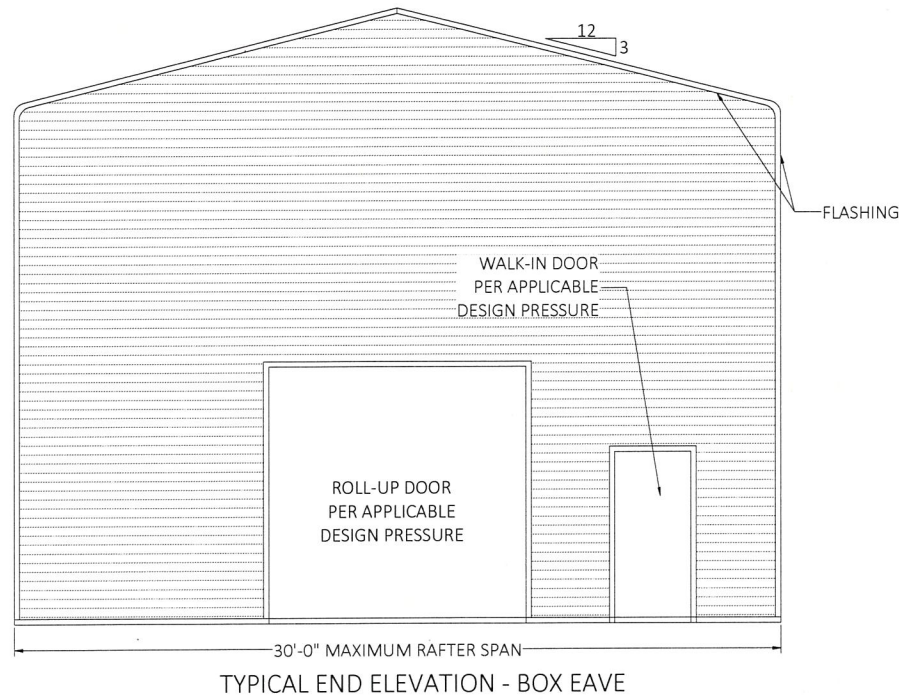 12
3
FLASHING
WALK-IN DOOR
PER APPLICABLE
DESIGN PRESSURE
ROLL-UP DOOR
PER APPLICABLE
DESIGN PRESSURE
30'-0" MAXIMUM RAFTER SPAN
TYPICAL END ELEVATION - BOX EAVE